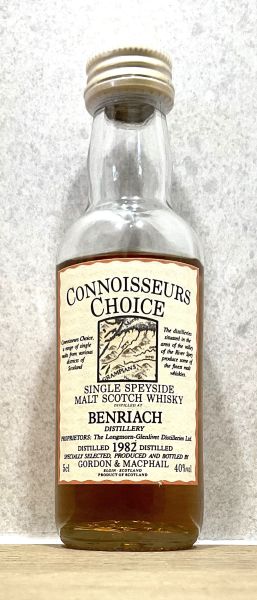 CONNOISSEURS
CHOICE
Connoisseurs Choice,
a range of single
malts from various
districts of
Scotland
GRAMPIANS
The distilleries
situated in the
area of the valley
of the River Spey
produce some
of the finest malt
whiskies.
SINGLE SPEYSIDE
MALT SCOTCH WHISKY
DISTILLED AT
BENRIACH
DISTILLERY
PROPRIETORS: The Longmorn-Glenlivet Distilleries Ltd.
DISTILLED 1982 DISTILLED
SPECIALLY SELECTED, PRODUCED AND BOTTLED BY
5cl GORDON & MACPHAIL 40%vol
ELGIN · SCOTLAND
PRODUCT OF SCOTLAND